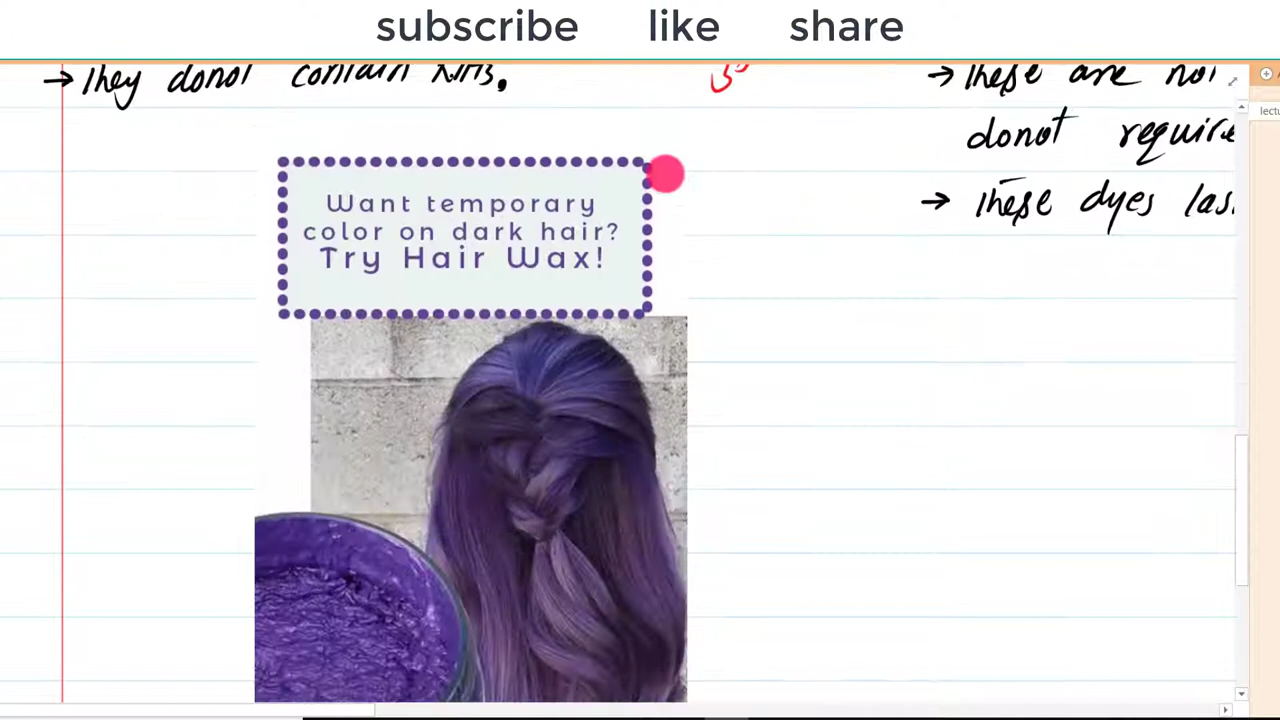 subscribe like share
→ They donot contain NH3.
→ These are not
donot require
→ These dyes las
Want temporary
color on dark hair?
Try Hair Wax!
lectu